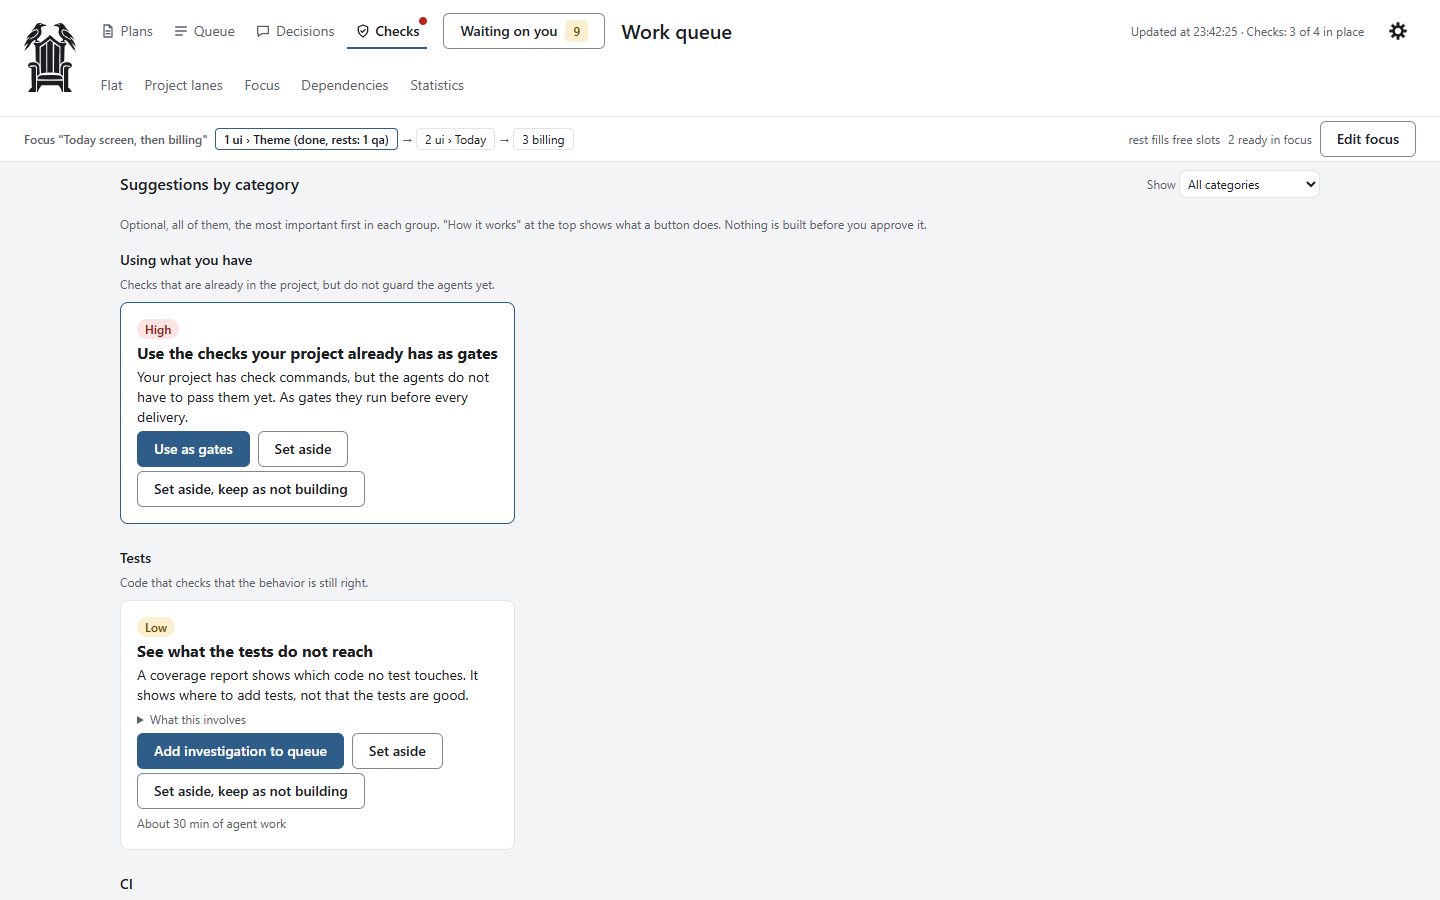 Plans Queue Decisions Checks Waiting on you 9 Work queue Updated at 23:42:25 · Checks: 3 of 4 in place
Flat Project lanes Focus Dependencies Statistics
Focus "Today screen, then billing" 1 ui › Theme (done, rests: 1 qa) → 2 ui › Today → 3 billing rest fills free slots 2 ready in focus Edit focus
Suggestions by category Show All categories
Optional, all of them, the most important first in each group. "How it works" at the top shows what a button does. Nothing is built before you approve it.
Using what you have
Checks that are already in the project, but do not guard the agents yet.
High
Use the checks your project already has as gates
Your project has check commands, but the agents do not
have to pass them yet. As gates they run before every
delivery.
Use as gates Set aside
Set aside, keep as not building
Tests
Code that checks that the behavior is still right.
Low
See what the tests do not reach
A coverage report shows which code no test touches. It
shows where to add tests, not that the tests are good.
What this involves
Add investigation to queue Set aside
Set aside, keep as not building
About 30 min of agent work
CI